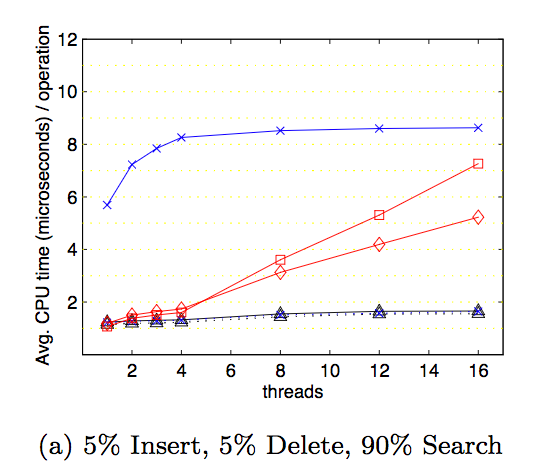 12
10
8
6
4
2
Avg. CPU time (microseconds) / operation
2 4 6 8 10 12 14 16
threads
(a) 5% Insert, 5% Delete, 90% Search